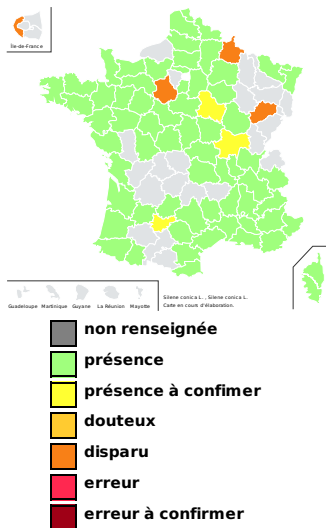 Île-de-France
Guadeloupe Martinique Guyane La Réunion Mayotte
Silene conica L. , Silene conica L.
Carte en cours d'élaboration.
non renseignée
présence
présence à confimer
douteux
disparu
erreur
erreur à confirmer